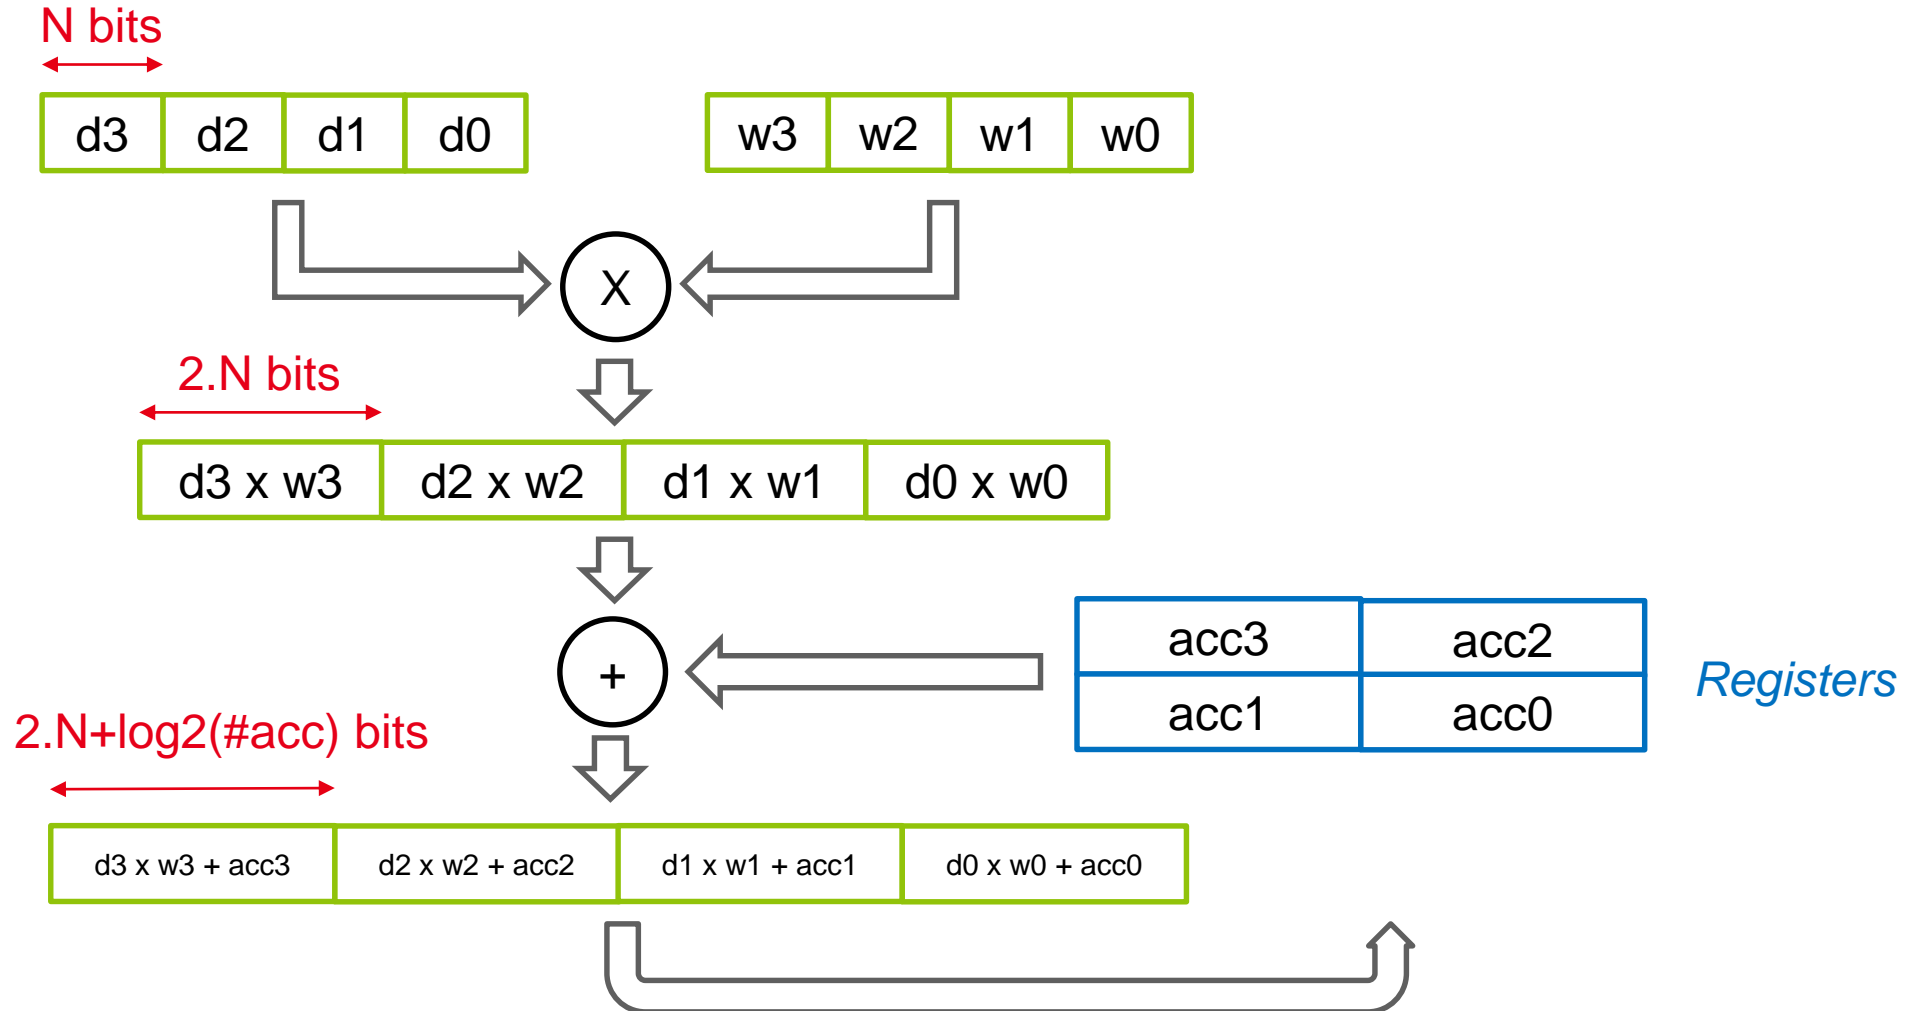 N bits
d3 d2 d1 d0 w3 w2 w1 w0
X
2.N bits
d3 x w3 d2 x w2 d1 x w1 d0 x w0
acc3 acc2
+
Registers
acc1 acc0
2.N+log2(#acc) bits
d3 x w3 + acc3 d2 x w2 + acc2 d1 x w1 + acc1 d0 x w0 + acc0